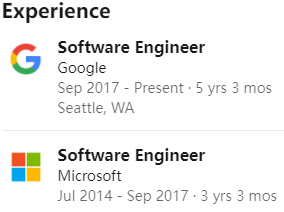 Experience
Software Engineer
Google
Sep 2017 - Present · 5 yrs 3 mos
Seattle, WA
Software Engineer
Microsoft
Jul 2014 - Sep 2017 · 3 yrs 3 mos